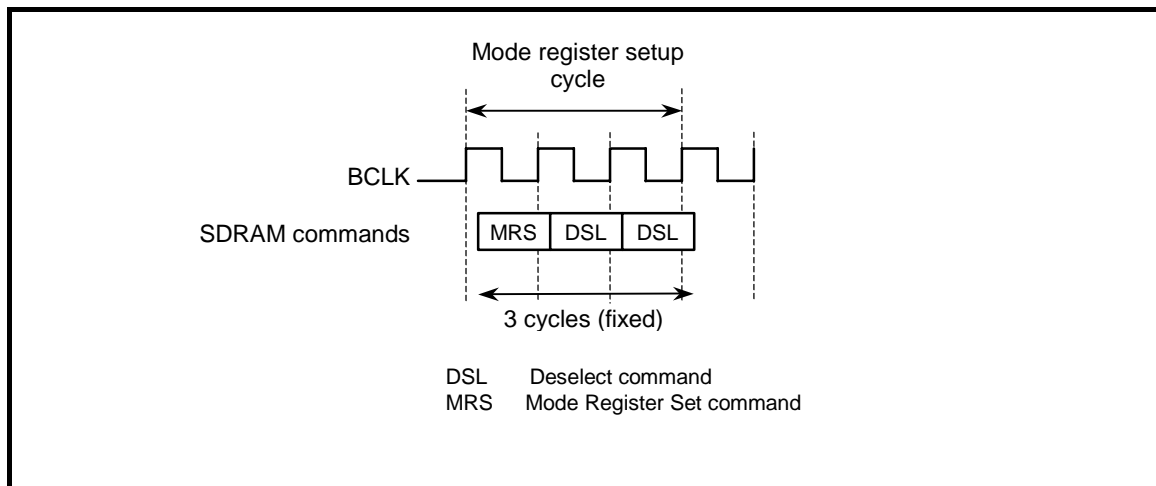 Mode register setup
cycle
BCLK
SDRAM commands
MRS DSL DSL
3 cycles (fixed)
DSL Deselect command
MRS Mode Register Set command